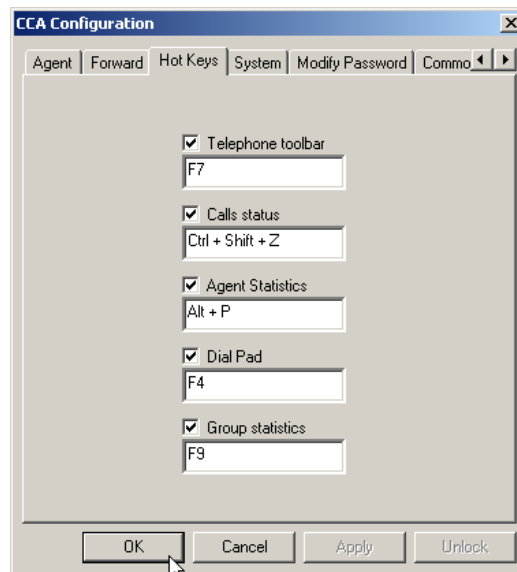 CCA Configuration
Agent Forward Hot Keys System Modify Password Commo
Telephone toolbar
F7
Calls status
Ctrl + Shift + Z
Agent Statistics
Alt + P
Dial Pad
F4
Group statistics
F9
OK Cancel Apply Unlock